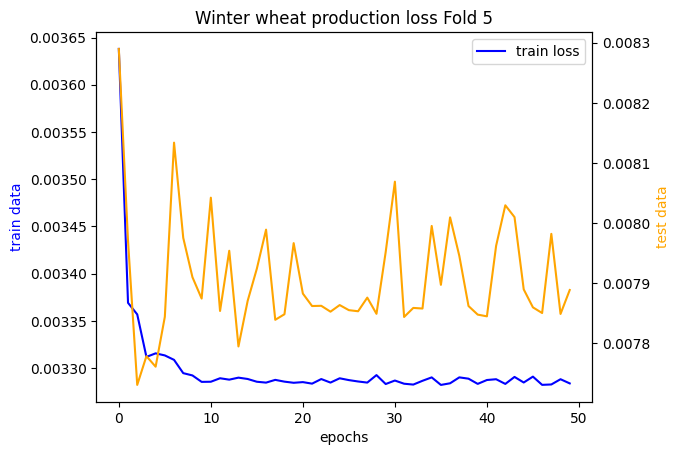 Winter wheat production loss Fold 5
train loss
0.00365
0.00360
0.00355
0.00350
0.00345
0.00340
0.00335
0.00330
train data
0.0083
0.0082
0.0081
0.0080
0.0079
0.0078
test data
0 10 20 30 40 50
epochs